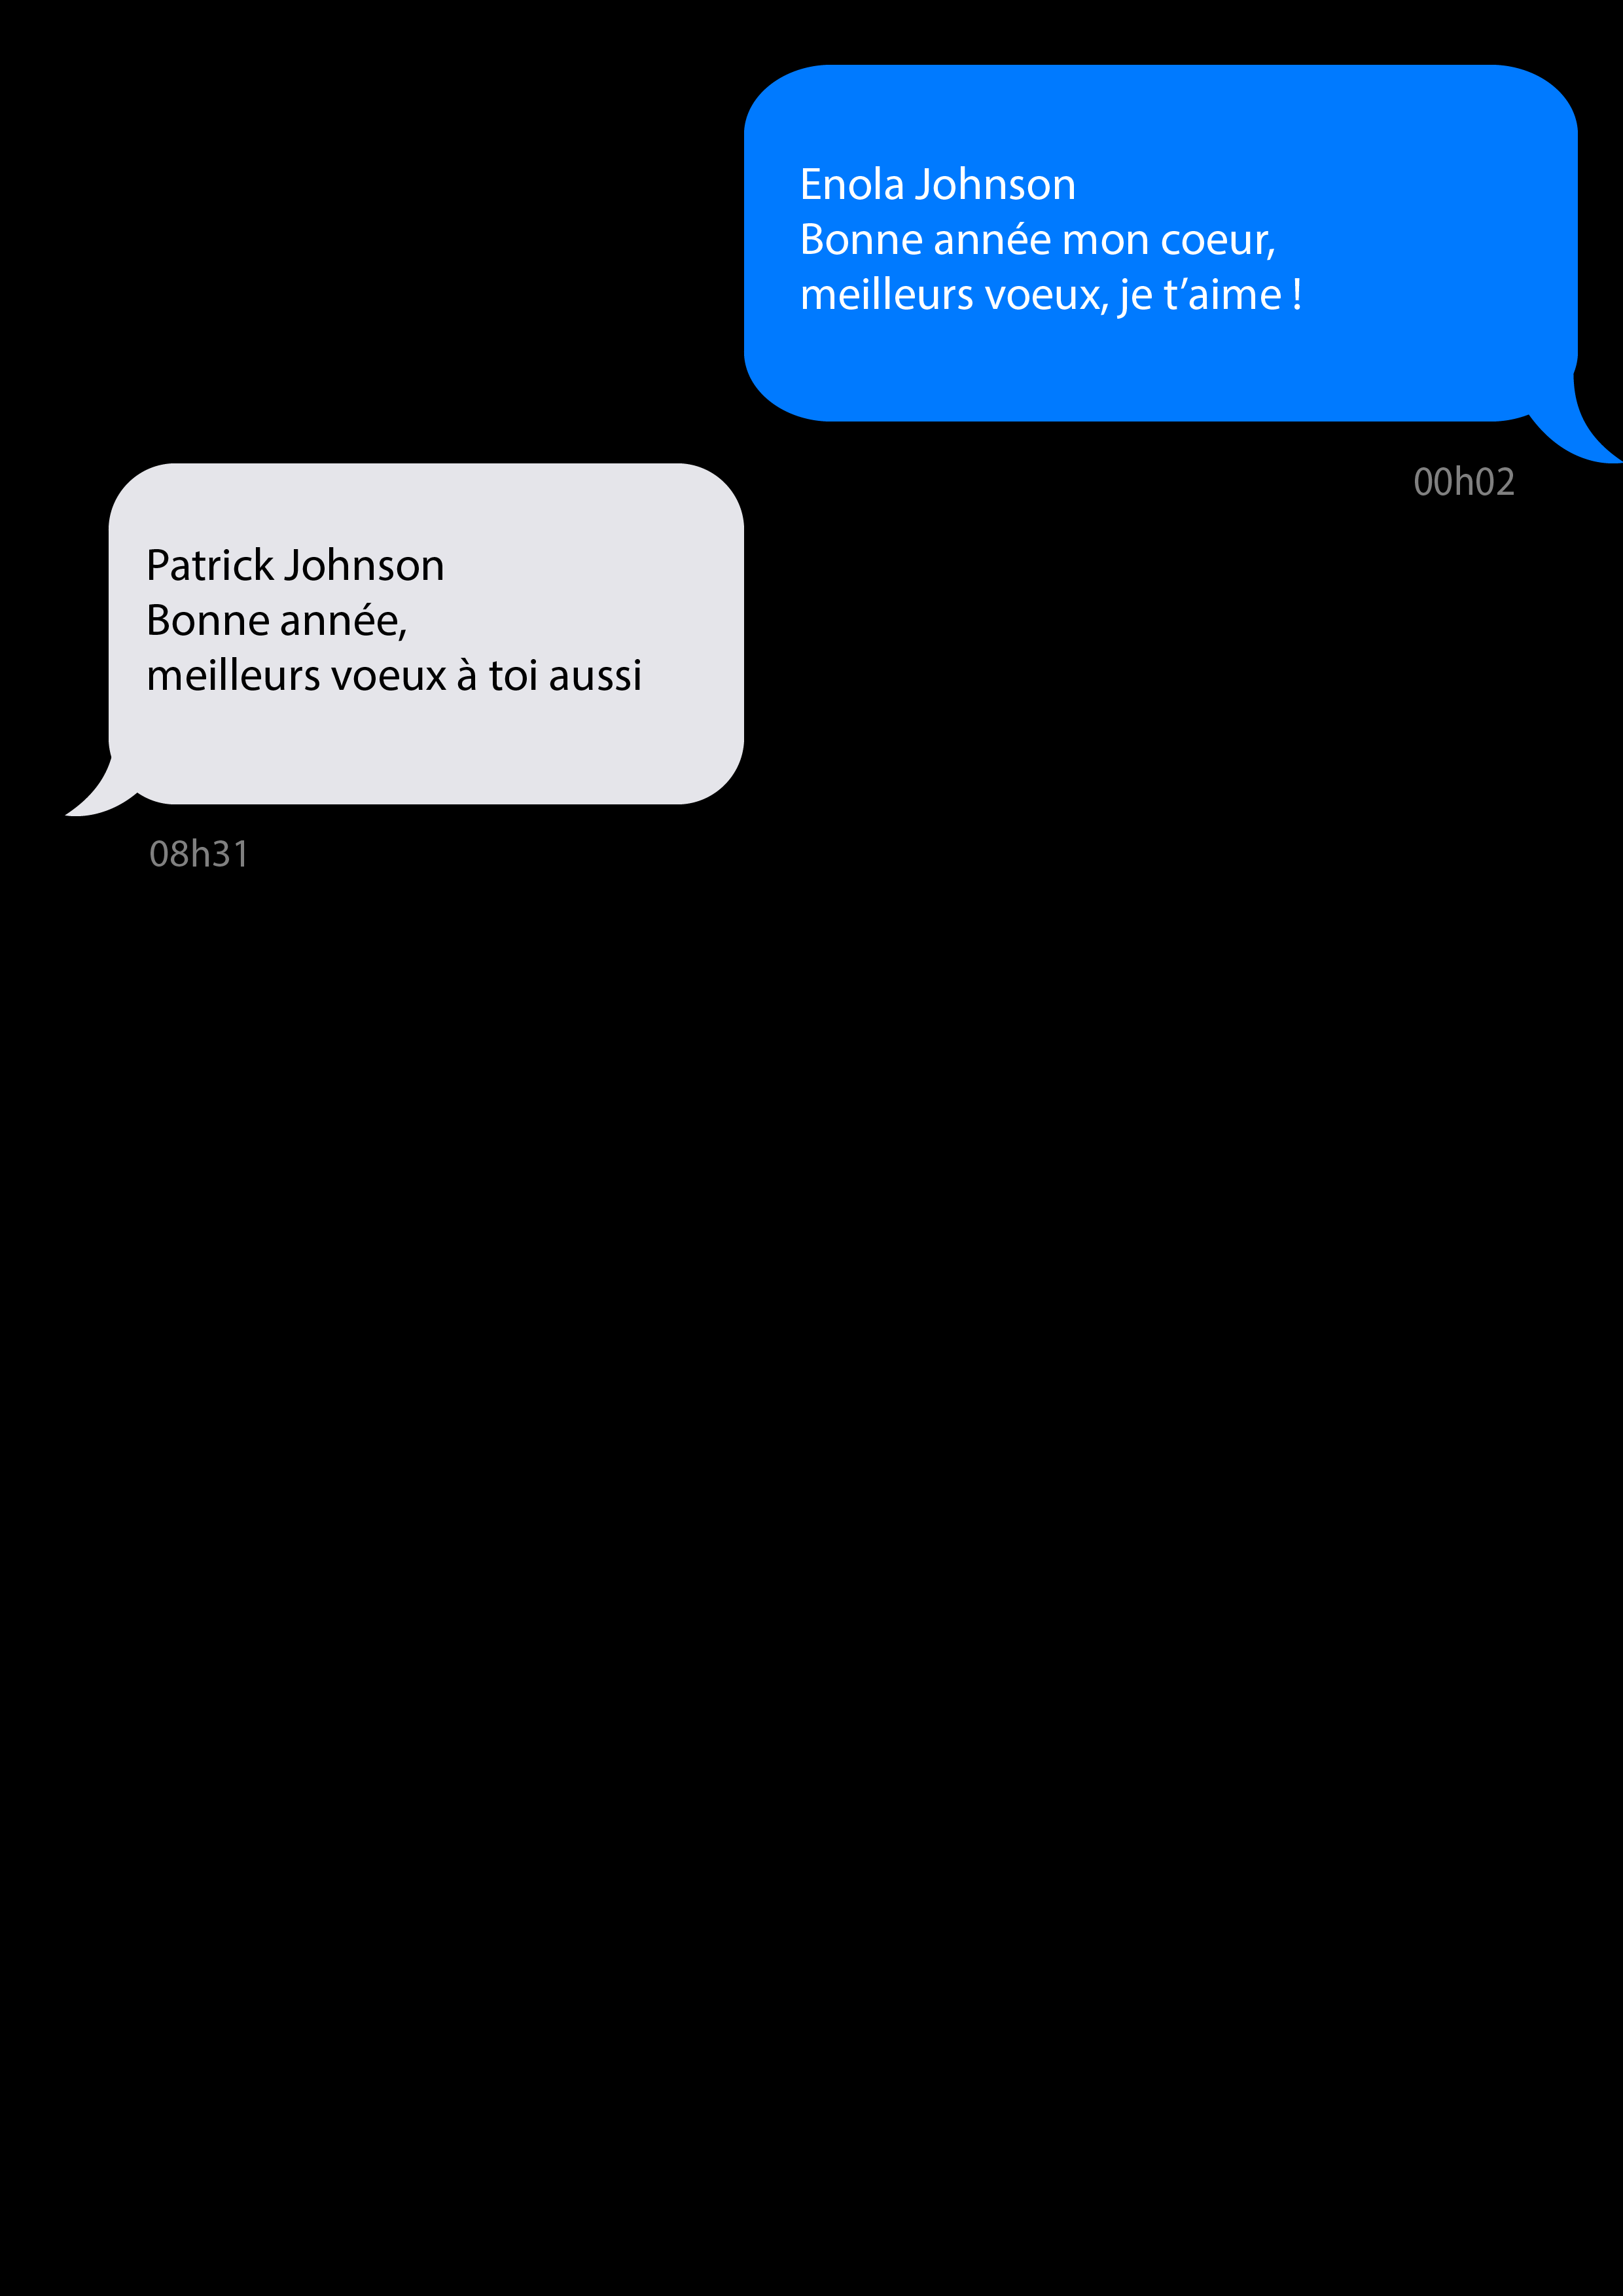 Enola Johnson
Bonne année mon coeur,
meilleurs voeux, je t’aime !
00h02
Patrick Johnson
Bonne année,
meilleurs voeux à toi aussi
08h31